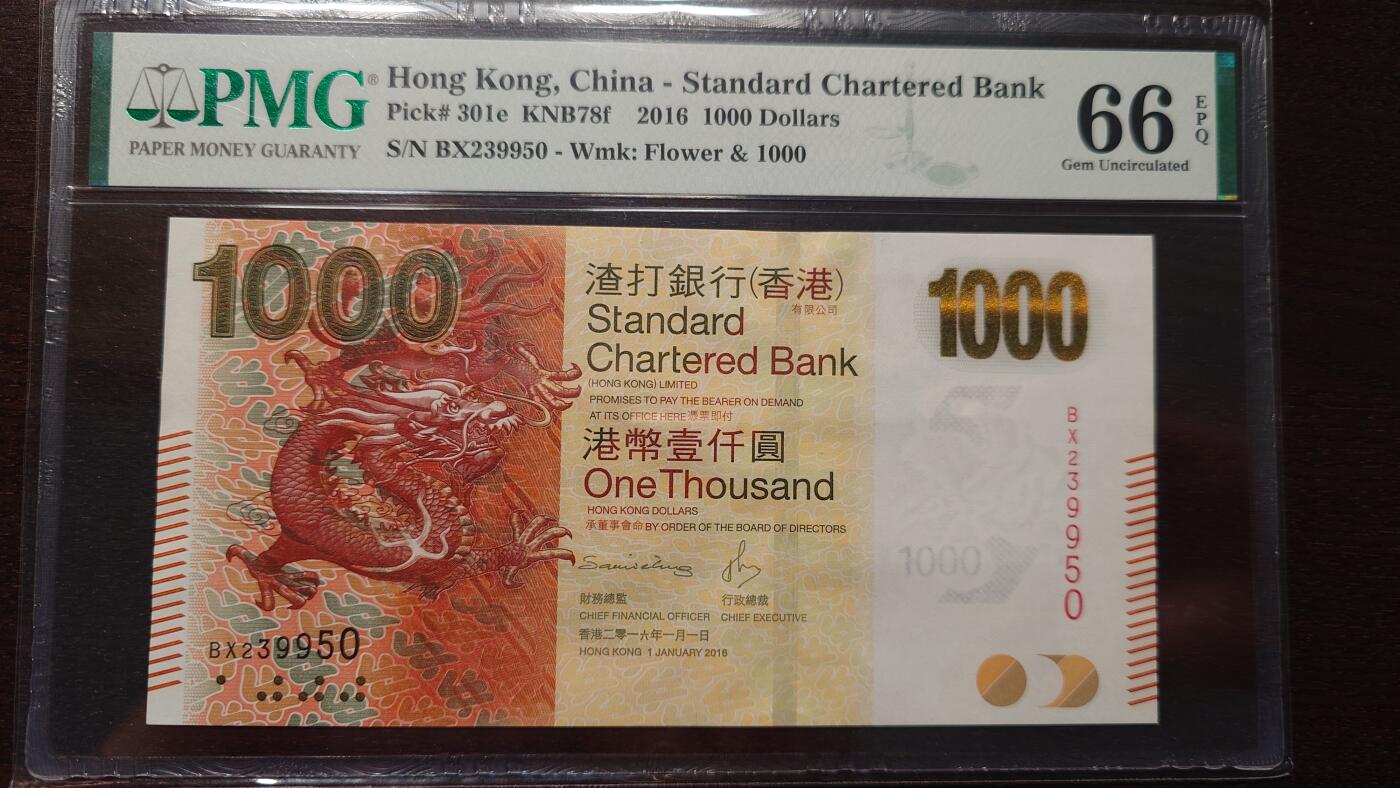 PMG®
PAPER MONEY GUARANTY
Hong Kong, China - Standard Chartered Bank
Pick# 301e KNB78f 2016 1000 Dollars
S/N BX239950 - Wmk: Flower & 1000
66
EPQ
Gem Uncirculated
1000
渣打銀行(香港)
有限公司
Standard
Chartered Bank
(HONG KONG) LIMITED
PROMISES TO PAY THE BEARER ON DEMAND
AT ITS OFFICE HERE 憑票即付
港幣壹仟圓
One Thousand
HONG KONG DOLLARS
承董事會命 BY ORDER OF THE BOARD OF DIRECTORS
財務總監 行政總裁
CHIEF FINANCIAL OFFICER CHIEF EXECUTIVE
香港二零一六年一月一日
HONG KONG 1 JANUARY 2016
BX239950
1000
BX239950
1000